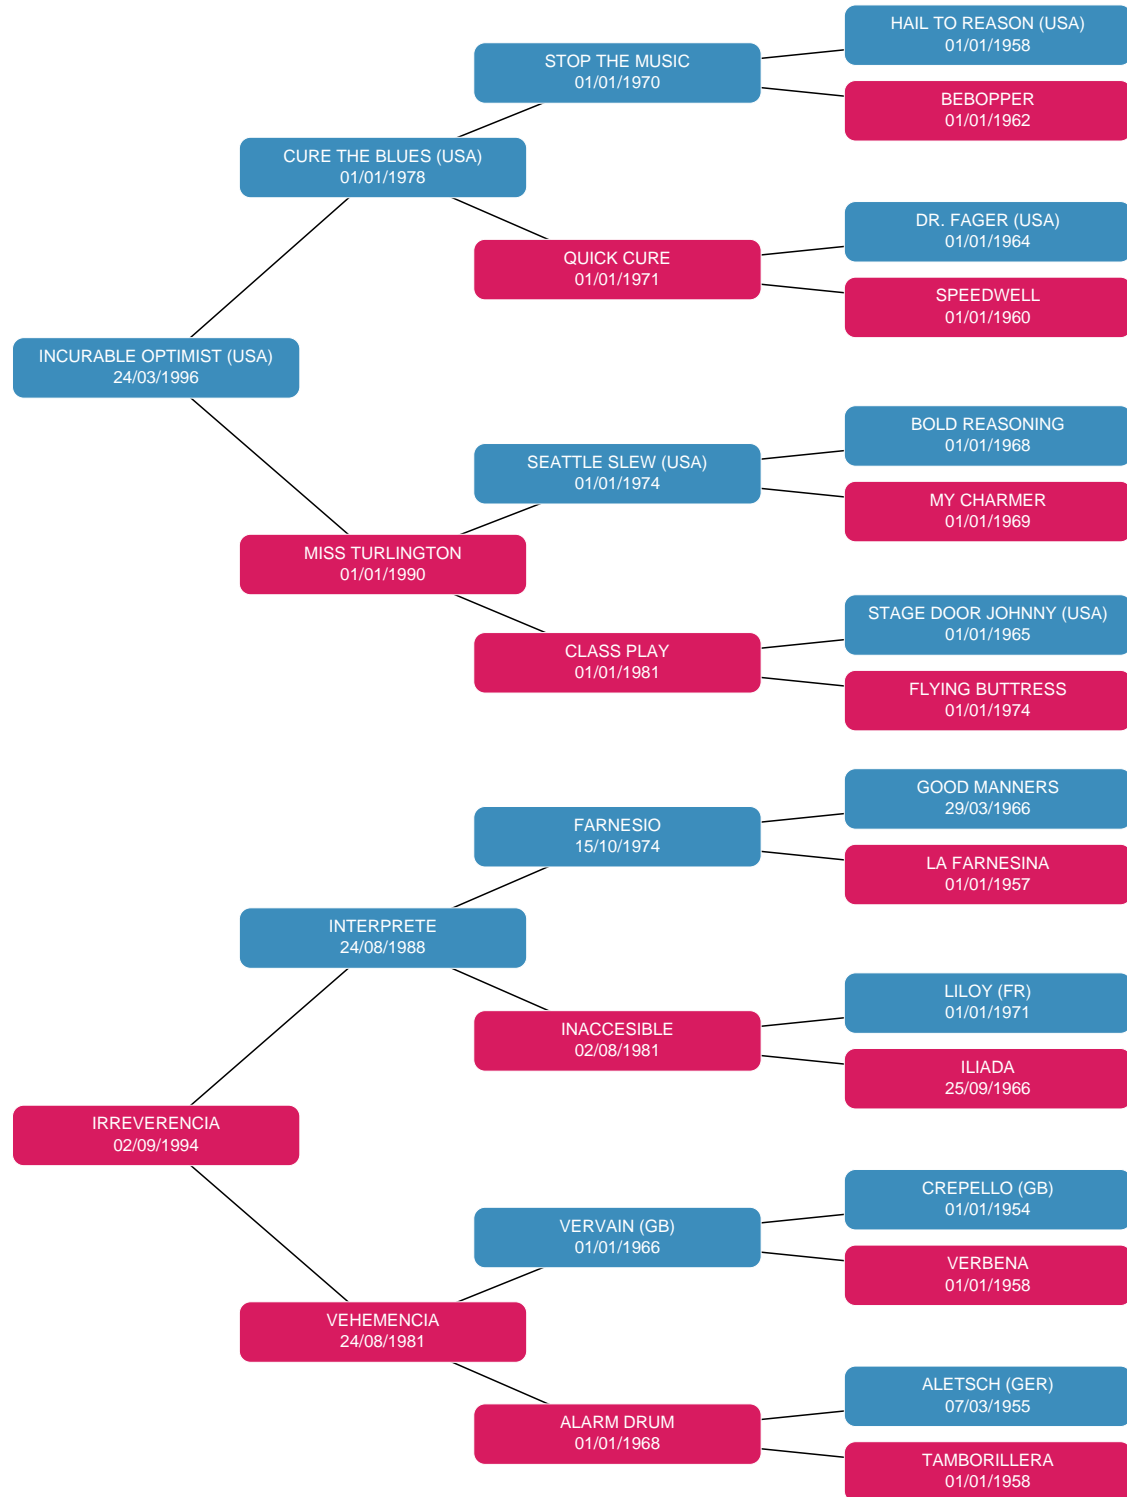 HAIL TO REASON (USA)
01/01/1958
STOP THE MUSIC
01/01/1970
BEBOPPER
01/01/1962
CURE THE BLUES (USA)
01/01/1978
DR. FAGER (USA)
01/01/1964
QUICK CURE
01/01/1971
SPEEDWELL
01/01/1960
INCURABLE OPTIMIST (USA)
24/03/1996
BOLD REASONING
01/01/1968
SEATTLE SLEW (USA)
01/01/1974
MY CHARMER
01/01/1969
MISS TURLINGTON
01/01/1990
STAGE DOOR JOHNNY (USA)
01/01/1965
CLASS PLAY
01/01/1981
FLYING BUTTRESS
01/01/1974
GOOD MANNERS
29/03/1966
FARNESIO
15/10/1974
LA FARNESINA
01/01/1957
INTERPRETE
24/08/1988
LILOY (FR)
01/01/1971
INACCESIBLE
02/08/1981
ILIADA
25/09/1966
IRREVERENCIA
02/09/1994
CREPELLO (GB)
01/01/1954
VERVAIN (GB)
01/01/1966
VERBENA
01/01/1958
VEHEMENCIA
24/08/1981
ALETSCH (GER)
07/03/1955
ALARM DRUM
01/01/1968
TAMBORILLERA
01/01/1958